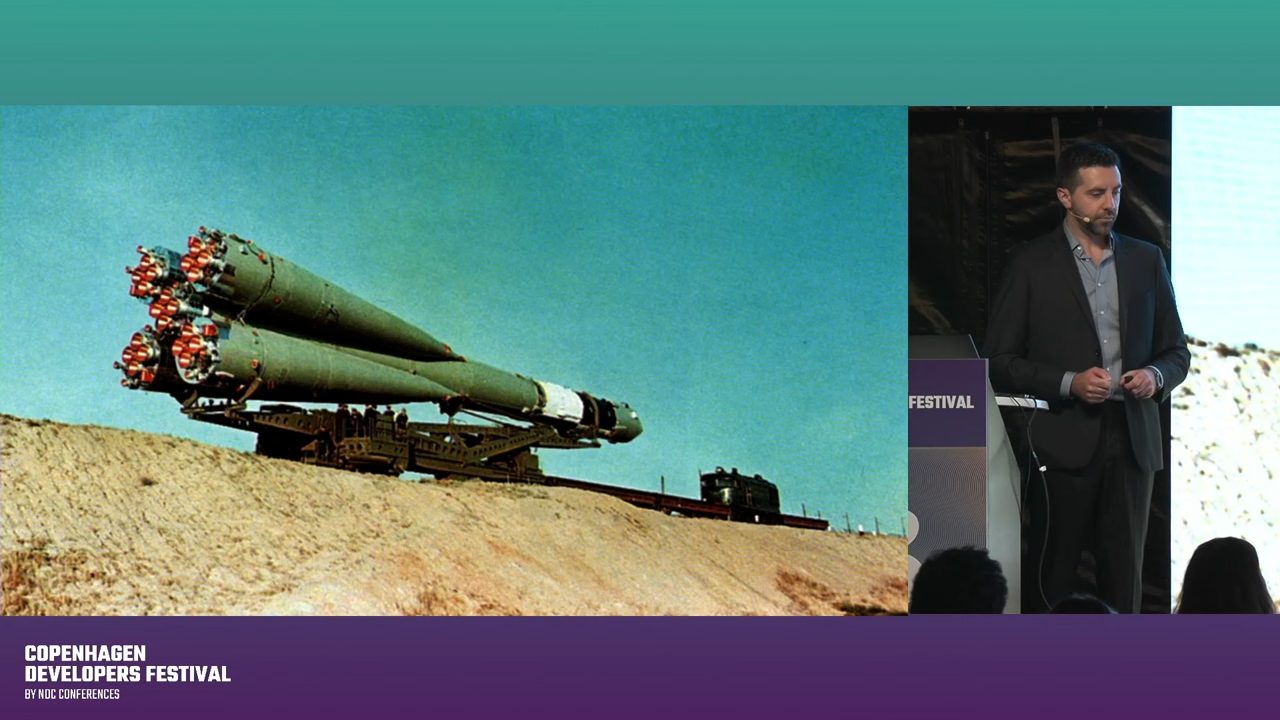 FESTIVAL
COPENHAGEN
DEVELOPERS FESTIVAL
BY NDC CONFERENCES